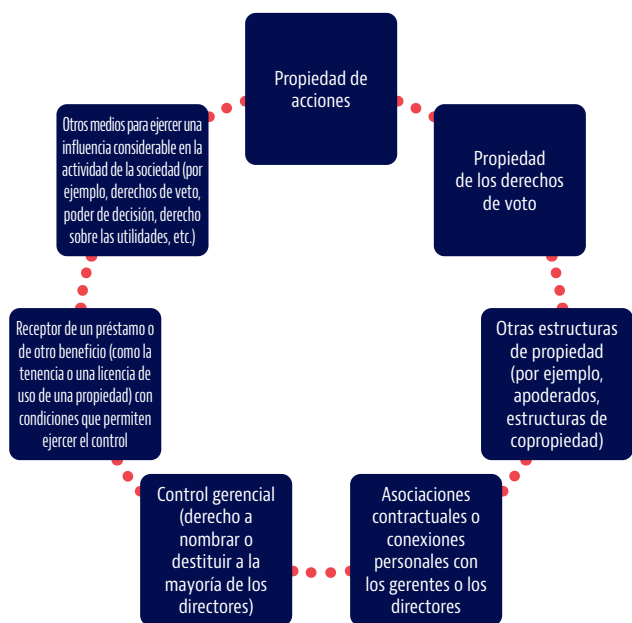 Propiedad de
acciones
Propiedad
de los derechos
de voto
Otras estructuras
de propiedad
(por ejemplo,
apoderados,
estructuras de
copropiedad)
Asociaciones
contractuales o
conexiones
personales con
los gerentes o los
directores
Control gerencial
(derecho a
nombrar o
destituir a la
mayoría de los
directores)
Receptor de un préstamo o
de otro beneficio (como la
tenencia o una licencia de
uso de una propiedad) con
condiciones que permiten
ejercer el control
Otros medios para ejercer una
influencia considerable en la
actividad de la sociedad (por
ejemplo, derechos de veto,
poder de decisión, derecho
sobre las utilidades, etc.)